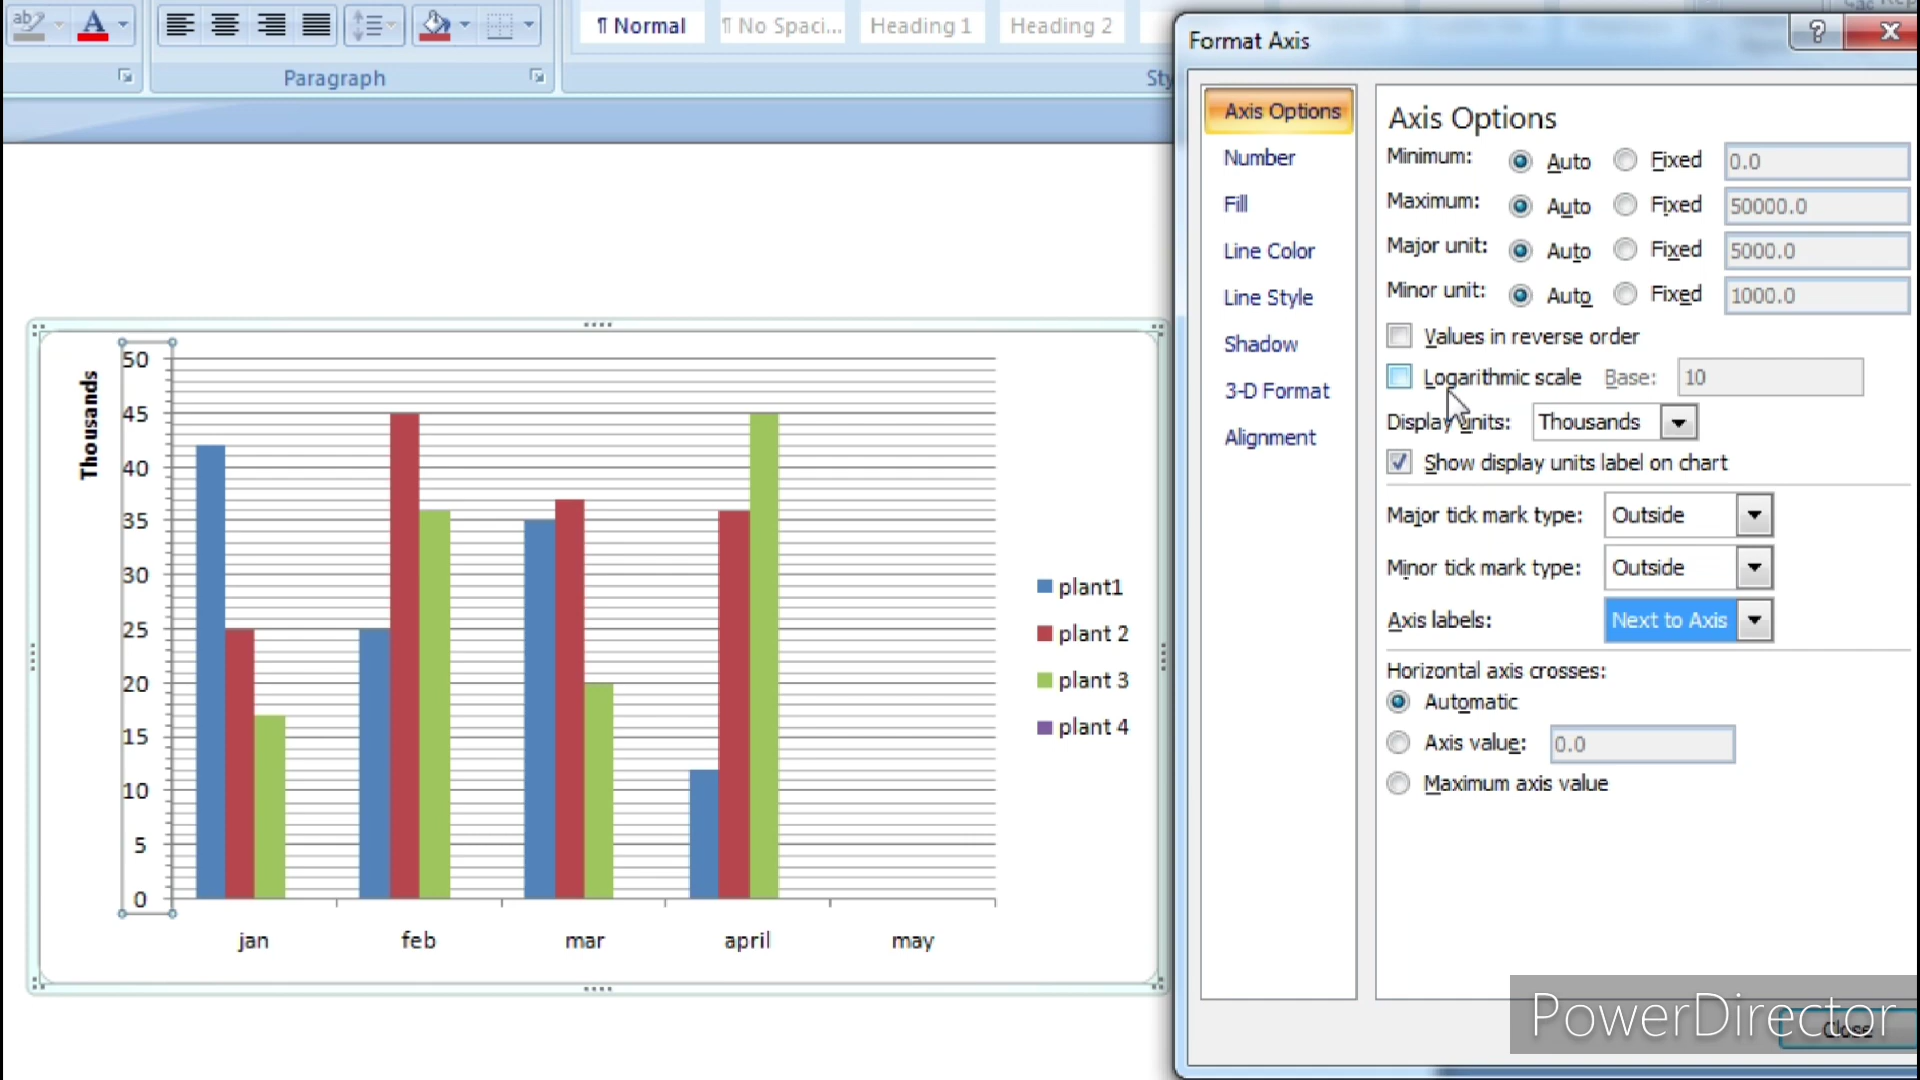 ab A
¶ Normal ¶ No Spaci... Heading 1 Heading 2
Paragraph
Format Axis
?
Axis Options
Number
Fill
Line Color
Line Style
Shadow
3-D Format
Alignment
Axis Options
Minimum: Auto Fixed 0.0
Maximum: Auto Fixed 50000.0
Major unit: Auto Fixed 5000.0
Minor unit: Auto Fixed 1000.0
Values in reverse order
Logarithmic scale Base: 10
Display units: Thousands
Show display units label on chart
Major tick mark type: Outside
Minor tick mark type: Outside
Axis labels: Next to Axis
Horizontal axis crosses:
Automatic
Axis value: 0.0
Maximum axis value
Close
Thousands
50
45
40
35
30
25
20
15
10
5
0
jan feb mar april may
plant1
plant 2
plant 3
plant 4
PowerDirector